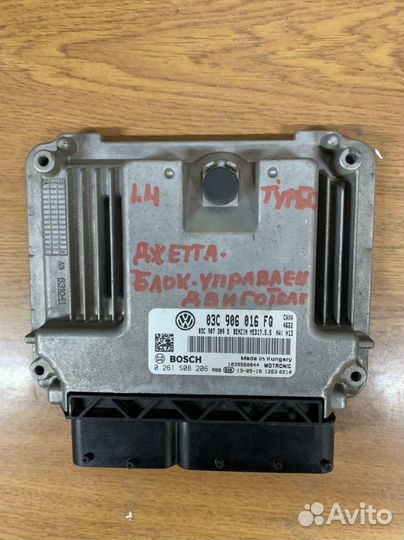 1.4 ТУРБО
ДЖЕТТА.
БЛОК.УПРАВЛЕН
ДВИГОТЕЛЕ
03C 906 016 FQ CAXA
03C 907 309 S BENZIN MED17.5.5 HW: H13 4622
BOSCH Made in Hungary
1039S60844 MOTRONIC
0 261 S08 206 13-05-16 1263 0210
Avito